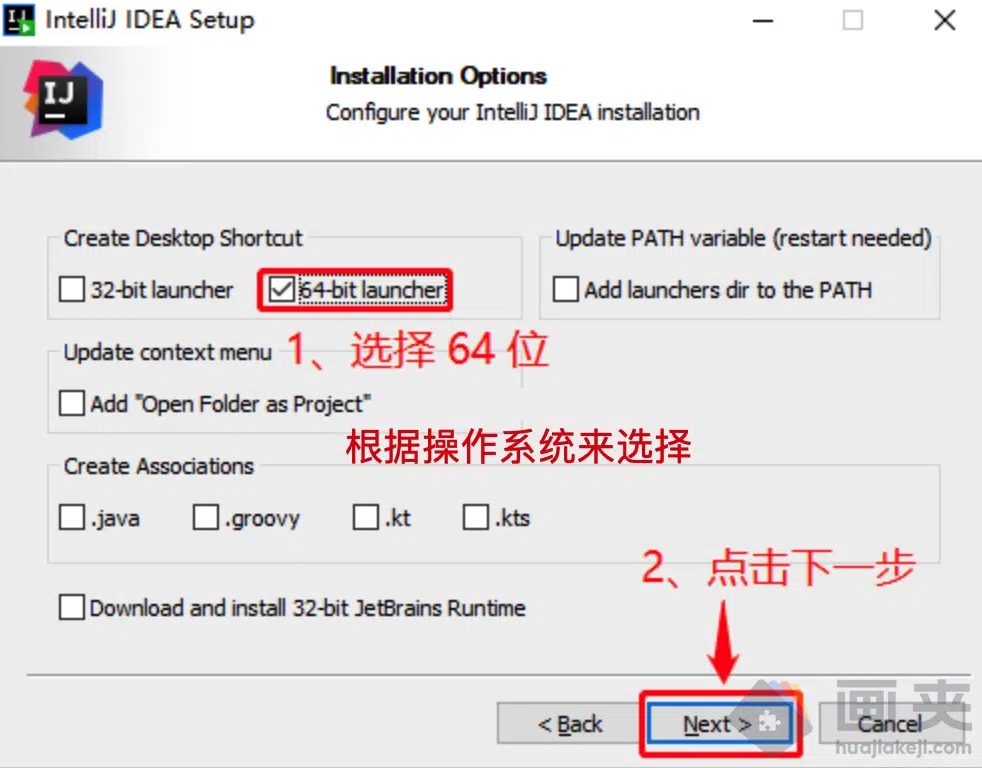 IntelliJ IDEA Setup
IJ
Installation Options
Configure your IntelliJ IDEA installation
Create Desktop Shortcut
Update PATH variable (restart needed)
32-bit launcher
64-bit launcher
Add launchers dir to the PATH
1、选择 64 位
Update context menu
Add "Open Folder as Project"
根据操作系统来选择
Create Associations
.java
.groovy
.kt
.kts
2、点击下一步
Download and install 32-bit JetBrains Runtime
< Back
Next >
Cancel
画夹
huajiakeji.com